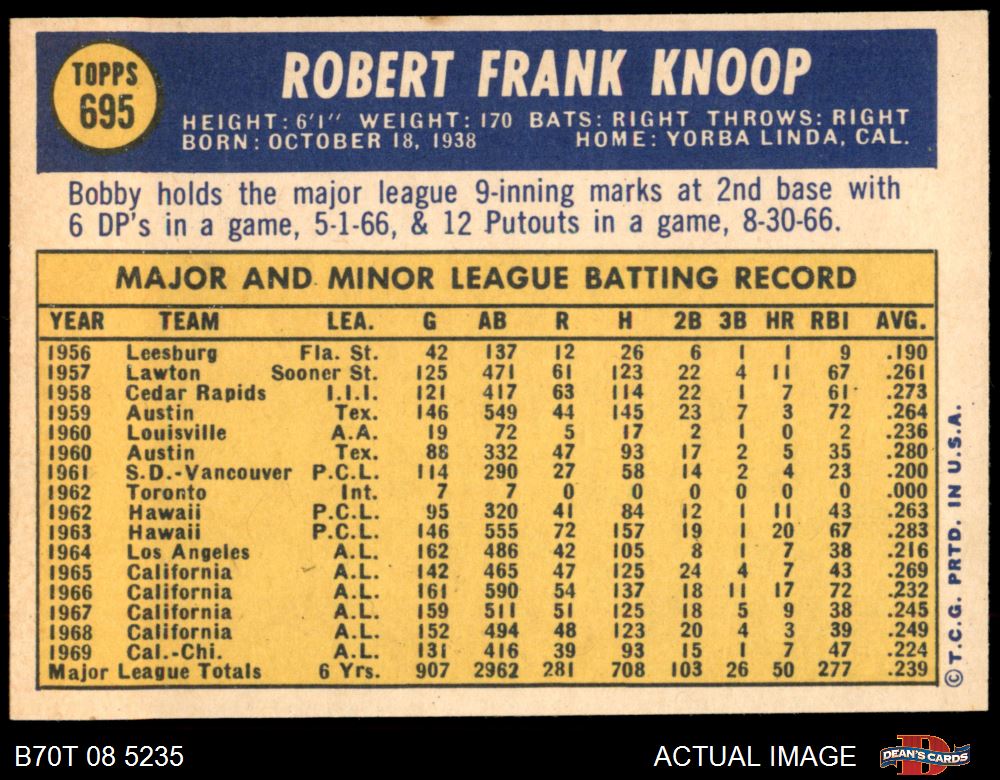 TOPPS
695
ROBERT FRANK KNOOP
HEIGHT: 6'1" WEIGHT: 170 BATS: RIGHT THROWS: RIGHT
BORN: OCTOBER 18, 1938 HOME: YORBA LINDA, CAL.
Bobby holds the major league 9-inning marks at 2nd base with
6 DP's in a game, 5-1-66, & 12 Putouts in a game, 8-30-66.
MAJOR AND MINOR LEAGUE BATTING RECORD
YEAR TEAM LEA. G AB R H 2B 3B HR RBI AVG.
1956 Leesburg Fla. St. 42 137 12 26 6 1 1 9 .190
1957 Lawton Sooner St. 125 471 61 123 22 4 11 67 .261
1958 Cedar Rapids I.I.I. 121 417 63 114 22 1 7 61 .273
1959 Austin Tex. 146 549 44 145 23 7 3 72 .264
1960 Louisville A.A. 19 72 5 17 2 1 0 2 .236
1960 Austin Tex. 88 332 47 93 17 2 5 35 .280
1961 S.D.-Vancouver P.C.L. 114 290 27 58 14 2 4 23 .200
1962 Toronto Int. 7 7 0 0 0 0 0 0 .000
1962 Hawaii P.C.L. 95 320 41 84 12 1 11 43 .263
1963 Hawaii P.C.L. 146 555 72 157 19 1 20 67 .283
1964 Los Angeles A.L. 162 486 42 105 8 1 7 38 .216
1965 California A.L. 142 465 47 125 24 4 7 43 .269
1966 California A.L. 161 590 54 137 18 11 17 72 .232
1967 California A.L. 159 511 51 125 18 5 9 38 .245
1968 California A.L. 152 494 48 123 20 4 3 39 .249
1969 Cal.-Chi. A.L. 131 416 39 93 15 1 7 47 .224
Major League Totals 6 Yrs. 907 2962 281 708 103 26 50 277 .239
© T.C.G. PRTD. IN U.S.A.
B70T 08 5235
ACTUAL IMAGE
DEAN'S CARDS